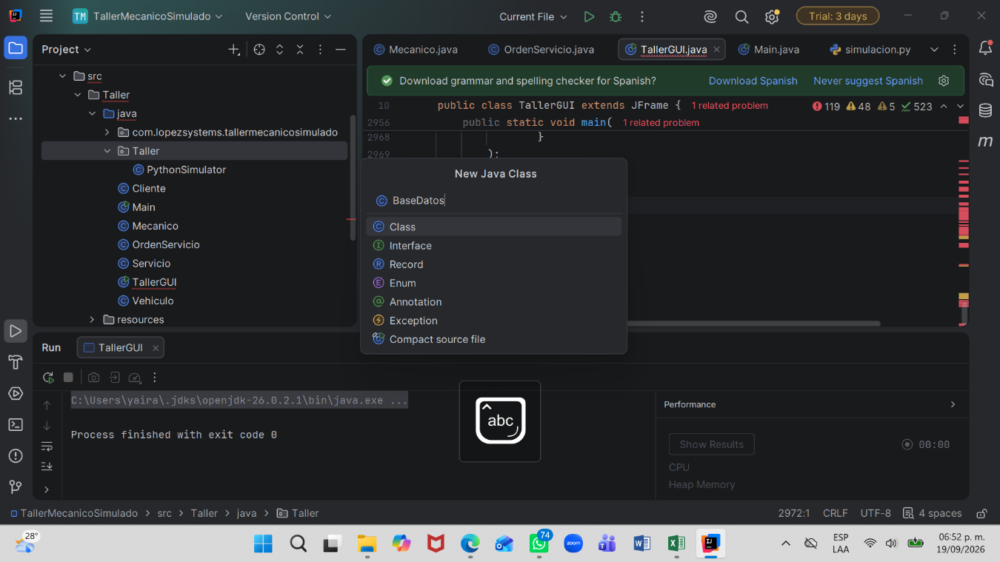 TM TallerMecanicoSimulado Version Control Current File Trial: 3 days
Project
Mecanico.java OrdenServicio.java TallerGUI.java Main.java simulacion.py
Download grammar and spelling checker for Spanish? Download Spanish Never suggest Spanish
src
Taller
java
com.lopezsystems.tallermecanicosimulado
Taller
PythonSimulator
Cliente
Main
Mecanico
OrdenServicio
Servicio
TallerGUI
Vehiculo
resources
10 public class TallerGUI extends JFrame { 1 related problem 119 48 5 523
2956 public static void main( 1 related problem
2968 }
2969 );
New Java Class
BaseDatos
Class
Interface
Record
Enum
Annotation
Exception
Compact source file
Run TallerGUI
C:\Users\yaira\.jdks\openjdk-26.0.2.1\bin\java.exe ...
Process finished with exit code 0
abc
Performance
Show Results 00:00
CPU
Heap Memory
TallerMecanicoSimulado > src > Taller > java > Taller 2972:1 CRLF UTF-8 4 spaces
28°
74
zoom
ESP
LAA
06:52 p. m.
19/09/2026